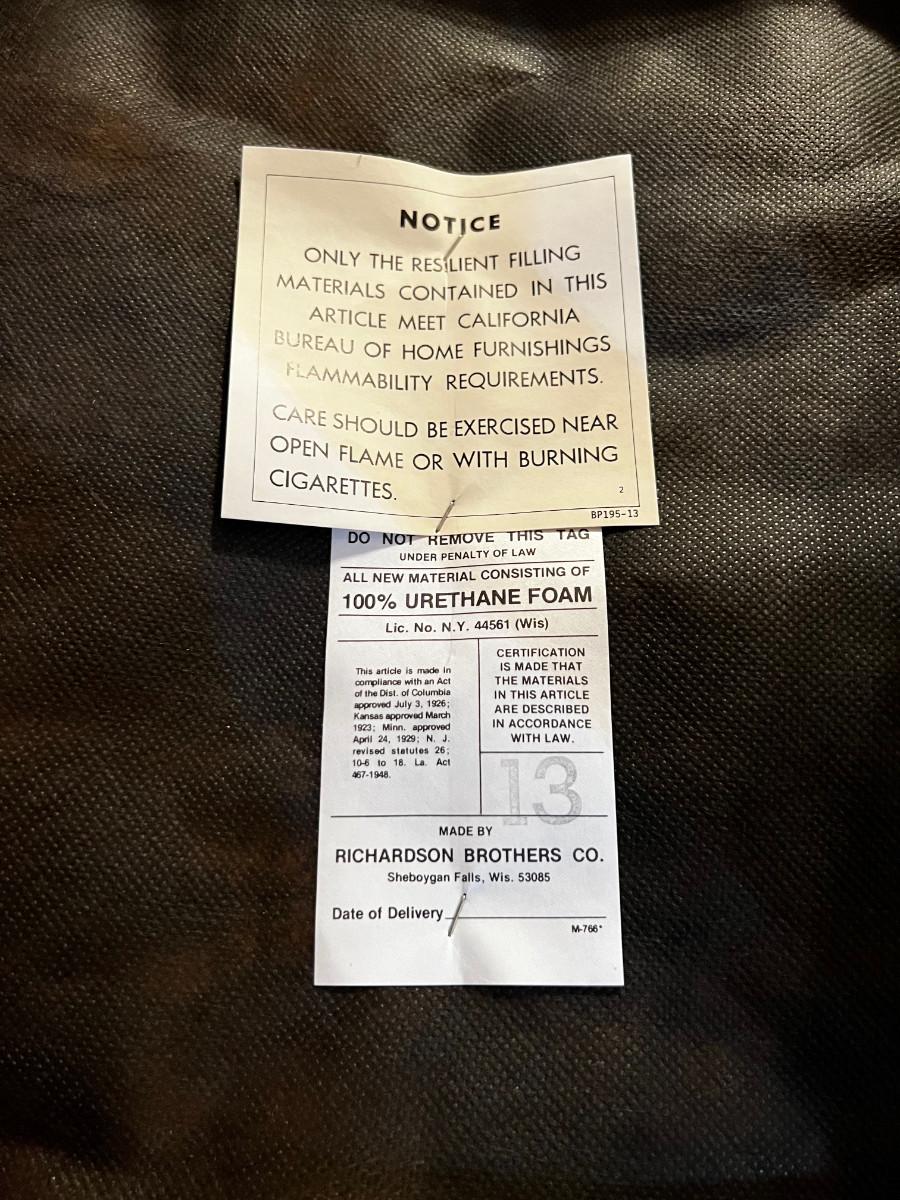 NOTICE
ONLY THE RESILIENT FILLING
MATERIALS CONTAINED IN THIS
ARTICLE MEET CALIFORNIA
BUREAU OF HOME FURNISHINGS
FLAMMABILITY REQUIREMENTS.
CARE SHOULD BE EXERCISED NEAR
OPEN FLAME OR WITH BURNING
CIGARETTES.
2
BP195-13
DO NOT REMOVE THIS TAG
UNDER PENALTY OF LAW
ALL NEW MATERIAL CONSISTING OF
100% URETHANE FOAM
Lic. No. N.Y. 44561 (Wis)
This article is made in
compliance with an Act
of the Dist. of Columbia
approved July 3, 1926;
Kansas approved March
1923; Minn. approved
April 24, 1929; N. J.
revised statutes 26;
10-6 to 18. La. Act
467-1948.
CERTIFICATION
IS MADE THAT
THE MATERIALS
IN THIS ARTICLE
ARE DESCRIBED
IN ACCORDANCE
WITH LAW.
13
MADE BY
RICHARDSON BROTHERS CO.
Sheboygan Falls, Wis. 53085
Date of Delivery
M-766*